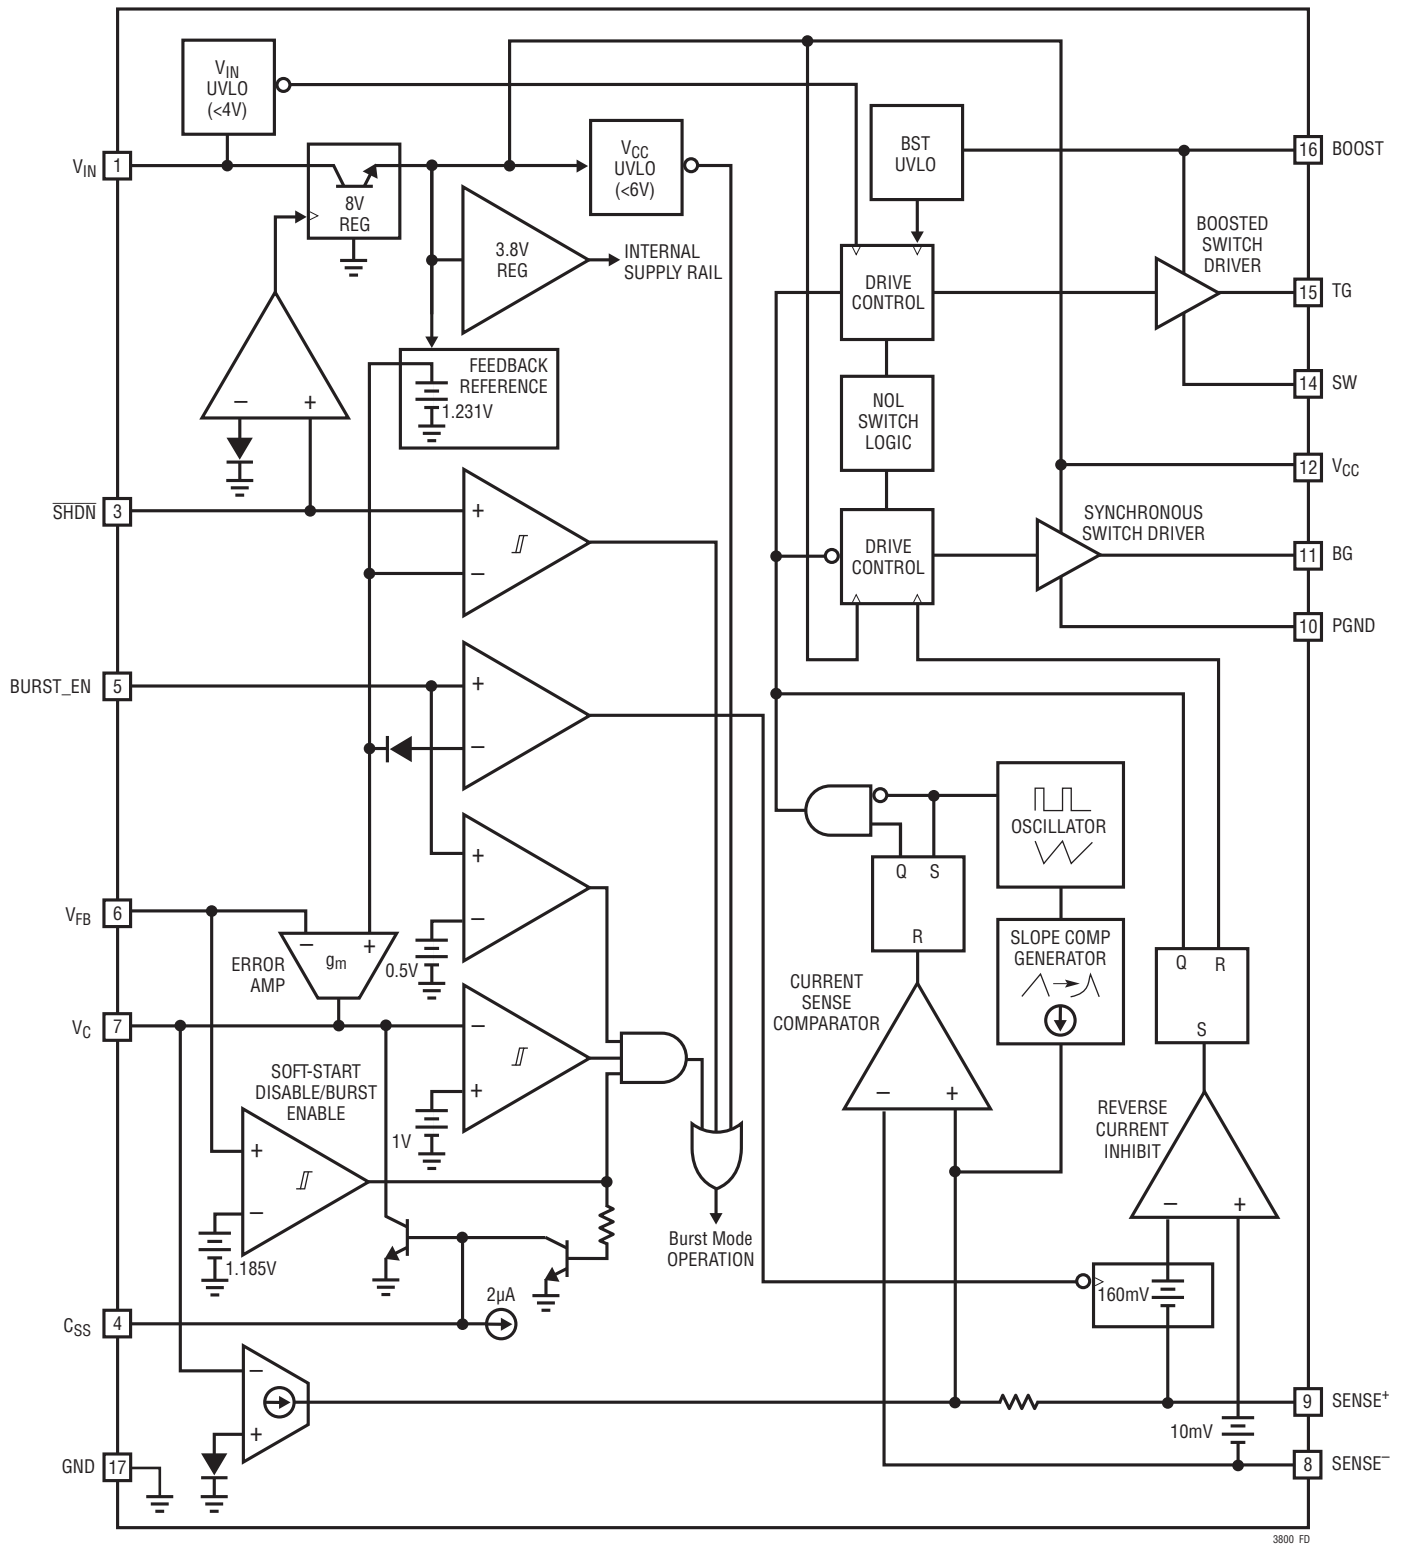 VIN
UVLO
(<4V)
VIN
1
8V
REG
VCC
UVLO
(<6V)
3.8V
REG
INTERNAL
SUPPLY RAIL
BST
UVLO
16
BOOST
BOOSTED
SWITCH
DRIVER
DRIVE
CONTROL
15
TG
14
SW
FEEDBACK
REFERENCE
1.231V
NOL
SWITCH
LOGIC
12
VCC
− +
SHDN
3
+
−
SYNCHRONOUS
SWITCH DRIVER
DRIVE
CONTROL
11
BG
10
PGND
BURST_EN
5
+
−
OSCILLATOR
Q S
R
SLOPE COMP
GENERATOR
+
−
0.5V
VFB
6
− +
gm
ERROR
AMP
VC
7
CURRENT
SENSE
COMPARATOR
− +
Q R
S
REVERSE
CURRENT
INHIBIT
− +
−
+
1V
SOFT-START
DISABLE/BURST
ENABLE
+
−
1.185V
Burst Mode
OPERATION
2µA
CSS
4
160mV
−
+
9
SENSE+
10mV
8
SENSE−
GND
17
3800 FD